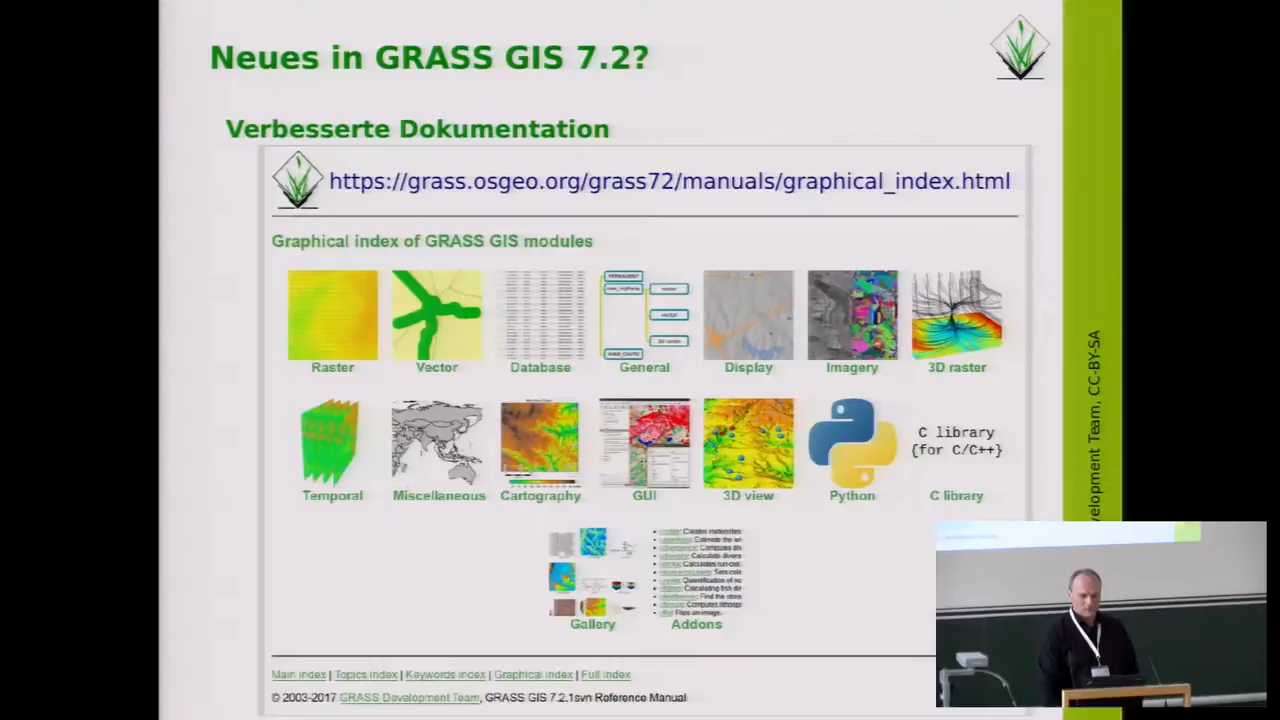 Neues in GRASS GIS 7.2?
Verbesserte Dokumentation
https://grass.osgeo.org/grass72/manuals/graphical_index.html
Graphical index of GRASS GIS modules
Raster
Vector
Database
General
Display
Imagery
3D raster
C library
{for C/C++}
Temporal
Miscellaneous
Cartography
GUI
3D view
Python
C library
Gallery
Addons
Main index | Topics index | Keywords index | Graphical index | Full index
© 2003-2017 GRASS Development Team, GRASS GIS 7.2.1svn Reference Manual
Team, CC-BY-SA